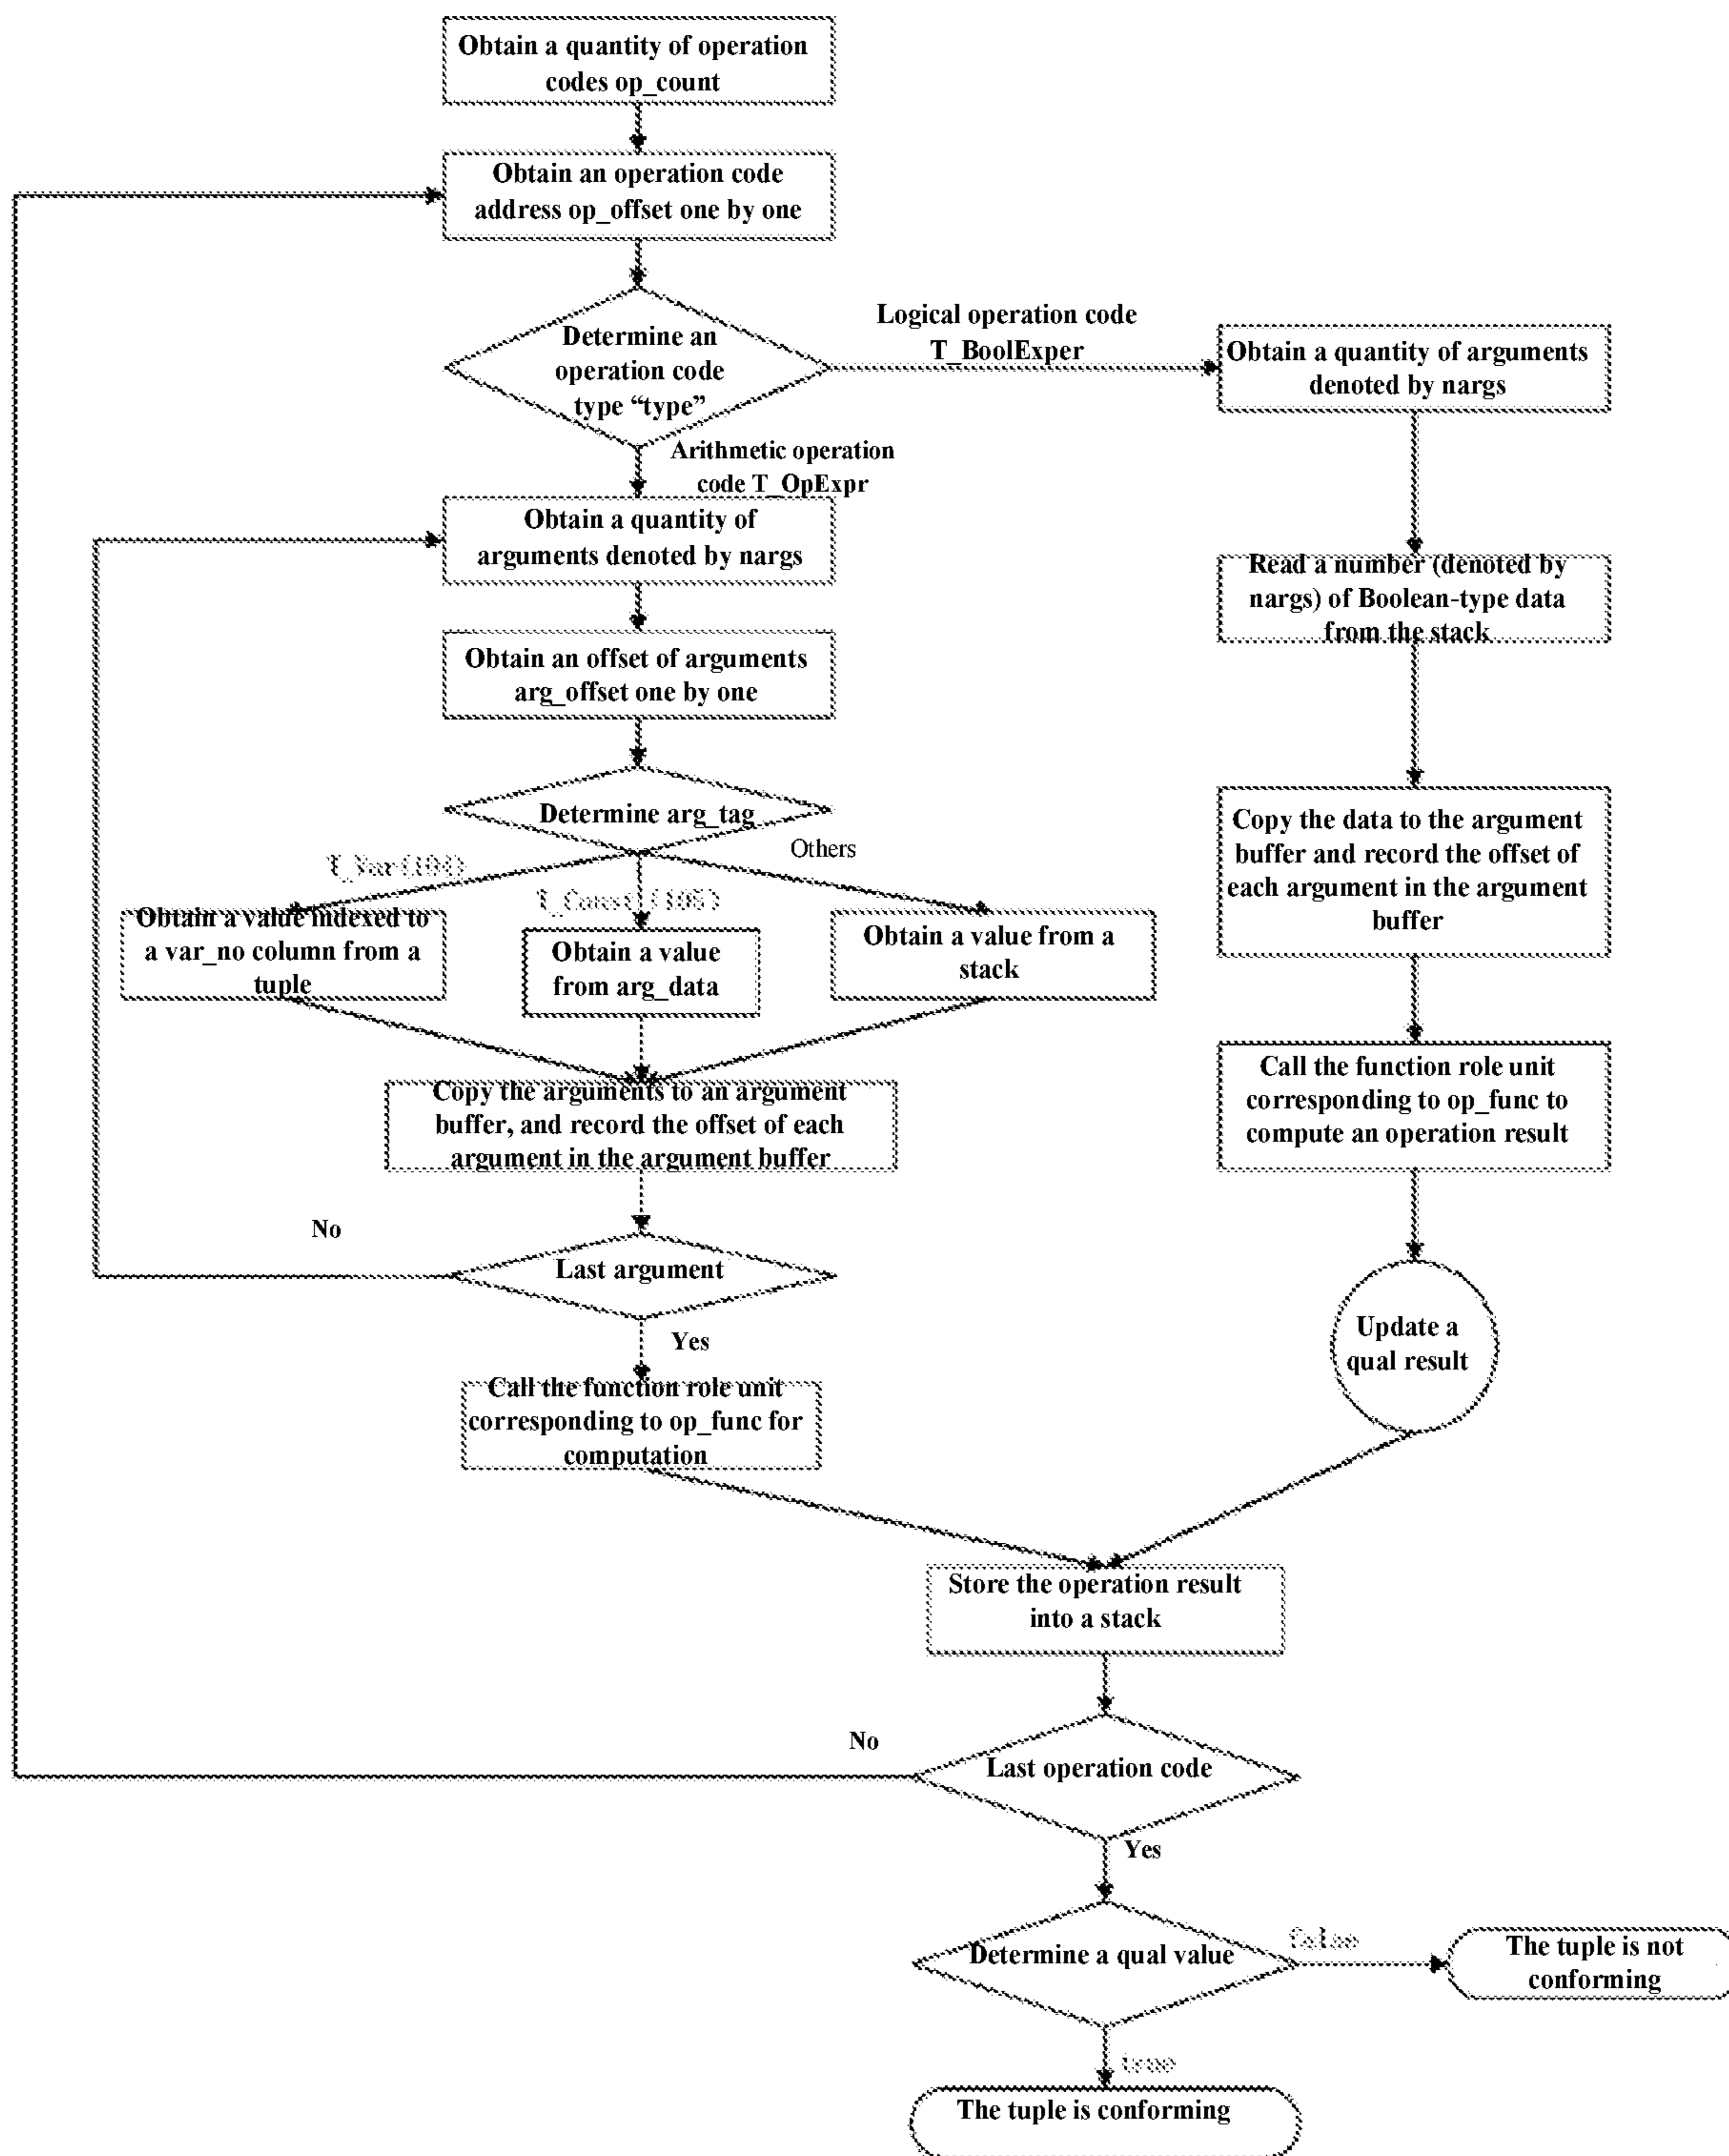 Obtain a quantity of operation
codes op_count
Obtain an operation code
address op_offset one by one
Determine an
operation code
type “type”
Logical operation code
T_BoolExper
Obtain a quantity of arguments
denoted by nargs
Arithmetic operation
code T_OpExpr
Obtain a quantity of
arguments denoted by nargs
Read a number (denoted by
nargs) of Boolean-type data
from the stack
Obtain an offset of arguments
arg_offset one by one
Determine arg_tag
Others
T_Var
Obtain a value indexed to
a var_no column from a
tuple
Obtain a value
from arg_data
Obtain a value from a
stack
Copy the data to the argument
buffer and record the offset of
each argument in the argument
buffer
Copy the arguments to an argument
buffer, and record the offset of each
argument in the argument buffer
Call the function role unit
corresponding to op_func to
compute an operation result
No
Last argument
Yes
Update a
qual result
Call the function role unit
corresponding to op_func for
computation
Store the operation result
into a stack
No
Last operation code
Yes
Determine a qual value
false
The tuple is not
conforming
true
The tuple is conforming